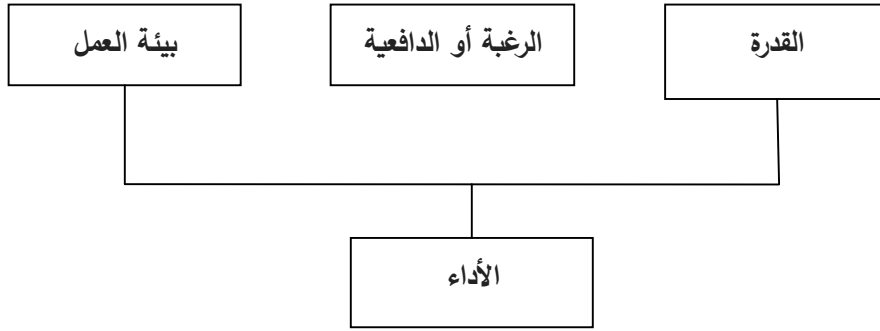 القدرة
الرغبة أو الدافعية
بيئة العمل
الأداء